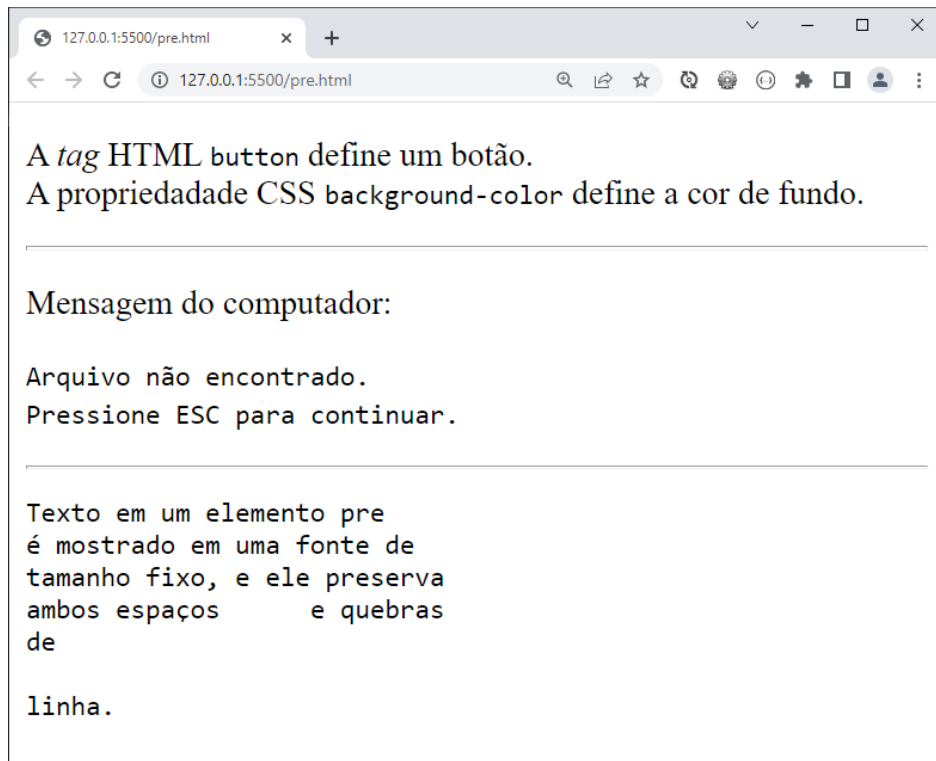 127.0.0.1:5500/pre.html
127.0.0.1:5500/pre.html
A tag HTML button define um botão.
A propriedadade CSS background-color define a cor de fundo.
Mensagem do computador:
Arquivo não encontrado.
Pressione ESC para continuar.
Texto em um elemento pre
é mostrado em uma fonte de
tamanho fixo, e ele preserva
ambos espaços      e quebras
de
linha.